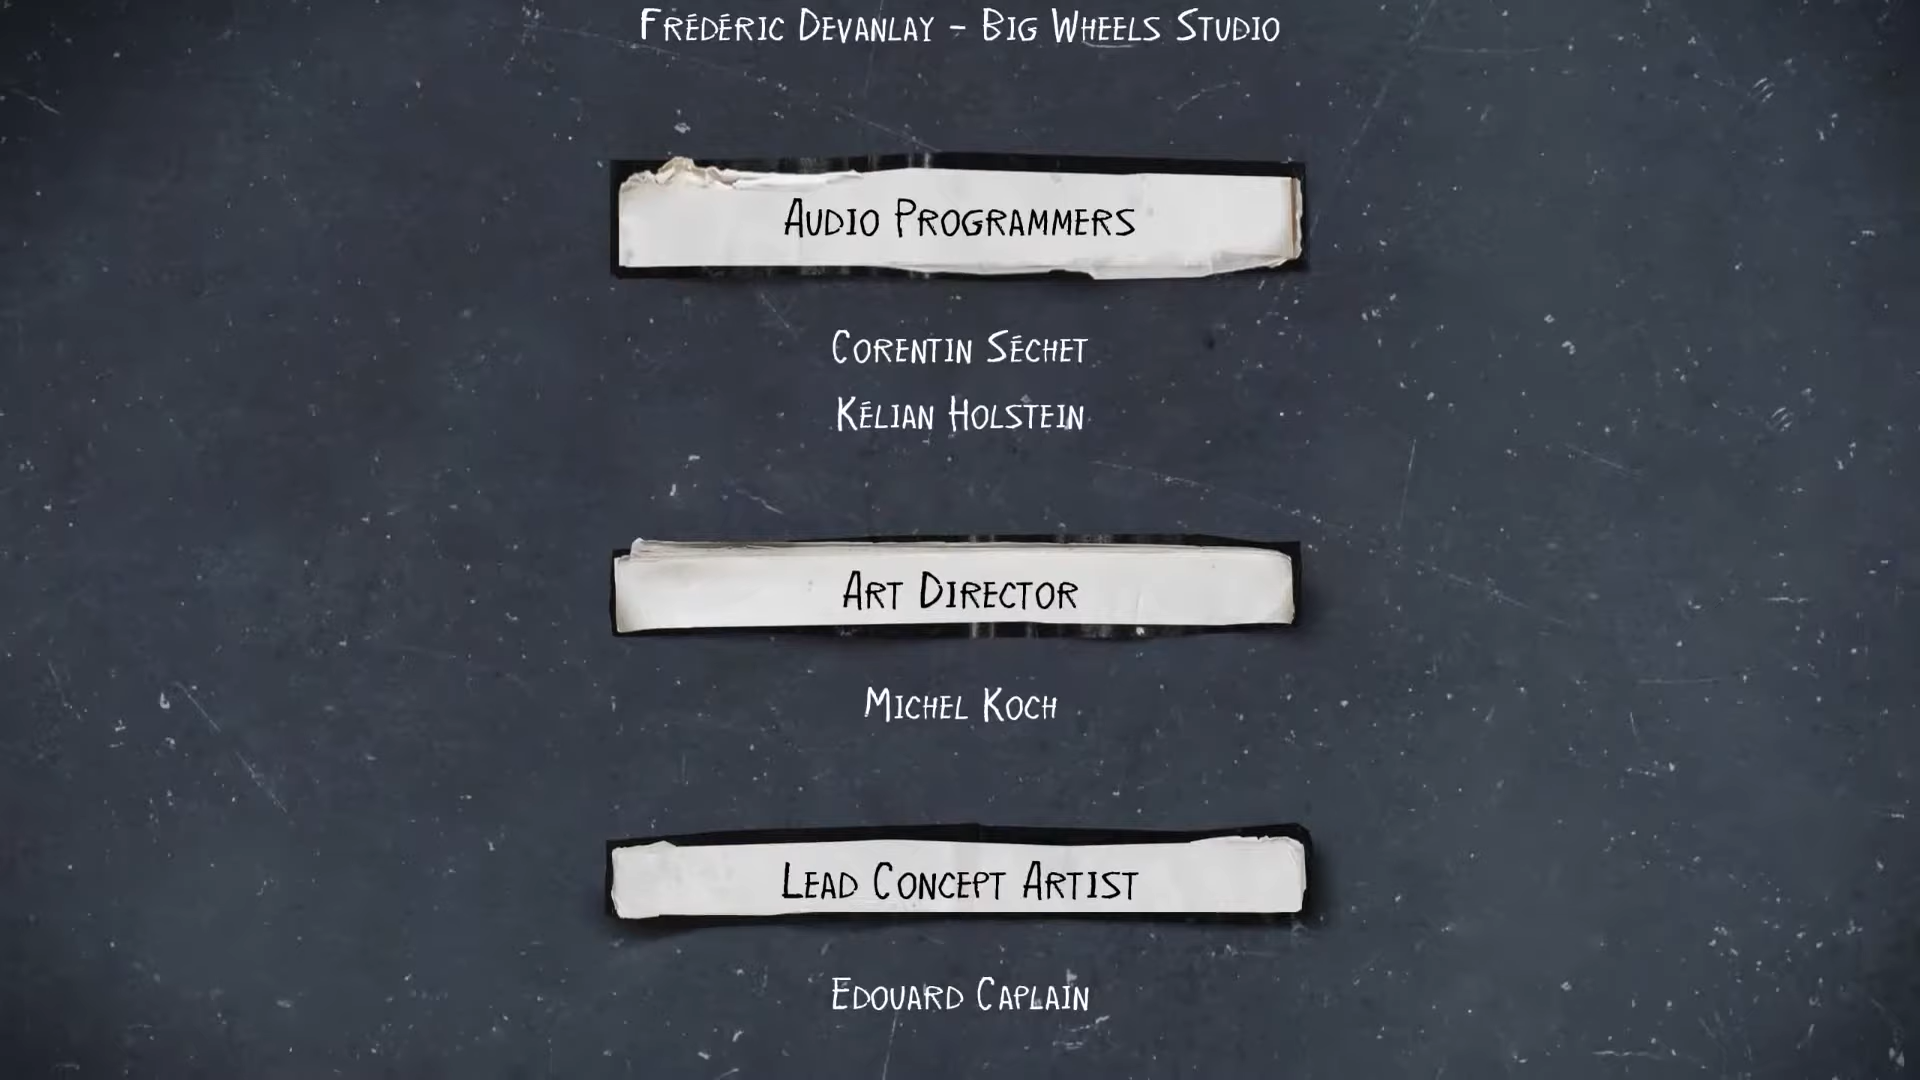 Frédéric Devanlay - Big Wheels Studio
Audio Programmers
Corentin Séchet
Kélian Holstein
Art Director
Michel Koch
Lead Concept Artist
Edouard Caplain